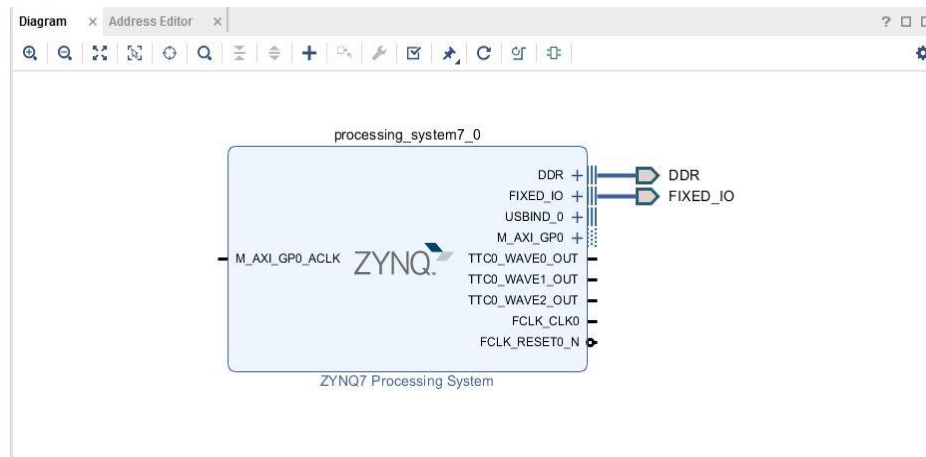 Diagram × Address Editor × ?
processing_system7_0
DDR
FIXED_IO
USBIND_0
M_AXI_GP0
M_AXI_GP0_ACLK
ZYNQ
TTC0_WAVE0_OUT
TTC0_WAVE1_OUT
TTC0_WAVE2_OUT
FCLK_CLK0
FCLK_RESET0_N
DDR
FIXED_IO
ZYNQ7 Processing System